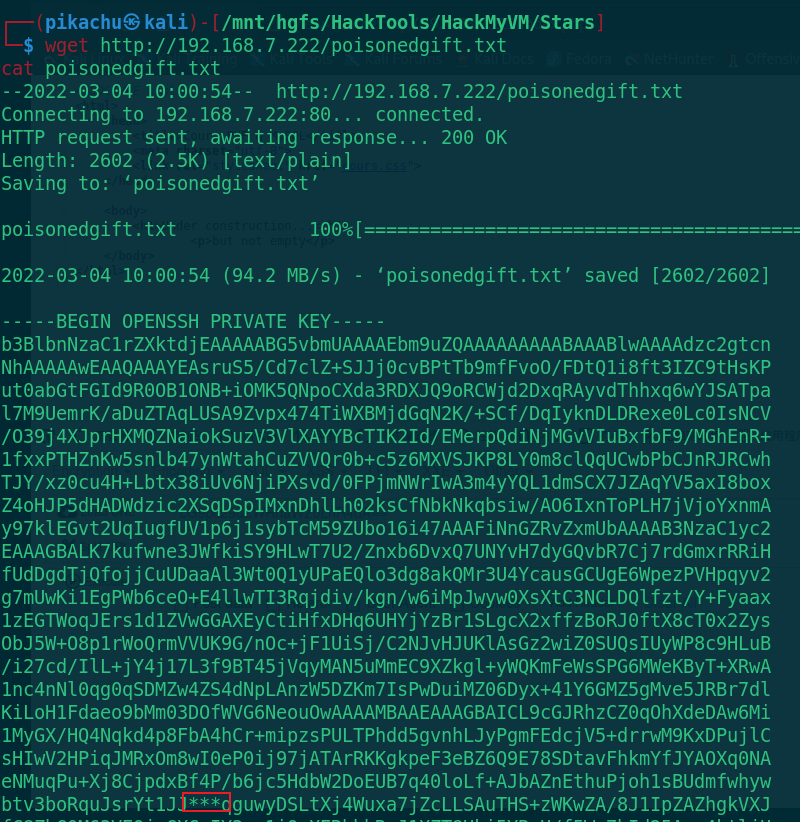 (pikachu㉿kali)-[/mnt/hgfs/HackTools/HackMyVM/Stars]
$ wget http://192.168.7.222/poisonedgift.txt
cat poisonedgift.txt
--2022-03-04 10:00:54-- http://192.168.7.222/poisonedgift.txt
Connecting to 192.168.7.222:80... connected.
HTTP request sent, awaiting response... 200 OK
Length: 2602 (2.5K) [text/plain]
Saving to: ‘poisonedgift.txt’
poisonedgift.txt 100%[========================================
2022-03-04 10:00:54 (94.2 MB/s) - ‘poisonedgift.txt’ saved [2602/2602]
-----BEGIN OPENSSH PRIVATE KEY-----
b3BlbnNzaC1rZXktdjEAAAAABG5vbmUAAAAEbm9uZQAAAAAAAAABAAABlwAAAAdzc2gtcn
NhAAAAAwEAAQAAAYEAsruS5/Cd7clZ+SJJj0cvBPtTb9mfFvoO/FDtQ1i8ft3IZC9tHsKP
ut0abGtFGId9R0OB1ONB+iOMK5QNpoCXda3RDXJQ9oRCWjd2DxqRAyvdThhxq6wYJSATpa
l7M9UemrK/aDuZTAqLUSA9Zvpx474TiWXBMjdGqN2K/+SCf/DqIyknDLDRexe0Lc0IsNCV
/O39j4XJprHXMQZNaiokSuzV3VlXAYYBcTIK2Id/EMerpQdiNjMGvVIuBxfbF9/MGhEnR+
1fxxPTHZnKw5snlb47ynWtahCuZVVQr0b+c5z6MXVSJKP8LY0m8clQqUCwbPbCJnRJRCwh
TJY/xz0cu4H+Lbtx38iUv6NjiPXsvd/0FPjmNWrIwA3m4yYQL1dmSCX7JZAqYV5axI8box
Z4oHJP5dHADWdzic2XSqDSpIMxnDhlLh02ksCfNbkNkqbsiw/AO6IxnToPLH7jVjoYxnmA
y97klEGvt2UqIugfUV1p6j1sybTcM59ZUbo16i47AAAFiNnGZRvZxmUbAAAAB3NzaC1yc2
EAAAGBALK7kufwne3JWfkiSY9HLwT7U2/Znxb6DvxQ7UNYvH7dyGQvbR7Cj7rdGmxrRRiH
fUdDgdTjQfojjCuUDaaAl3Wt0Q1yUPaEQlo3dg8akQMr3U4YcausGCUgE6WpezPVHpqyv2
g7mUwKi1EgPWb6ceO+E4llwTI3Rqjdiv/kgn/w6iMpJwyw0XsXtC3NCLDQlfzt/Y+Fyaax
1zEGTWoqJErs1d1ZVwGGAXEyCtiHfxDHq6UHYjYzBr1SLgcX2xffzBoRJ0ftX8cT0x2Zys
ObJ5W+O8p1rWoQrmVVUK9G/nOc+jF1UiSj/C2NJvHJUKlAsGz2wiZ0SUQsIUyWP8c9HLuB
/i27cd/IlL+jY4j17L3f9BT45jVqyMAN5uMmEC9XZkgl+yWQKmFeWsSPG6MWeKByT+XRwA
1nc4nNl0qg0qSDMZw4ZS4dNpLAnzW5DZKm7IsPwDuiMZ06Dyx+41Y6GMZ5gMve5JRBr7dl
KiLoH1Fdaeo9bMm03DOfWVG6NeouOwAAAAMBAAEAAAGBAICL9cGJRhzCZ0qOhXdeDAw6Mi
1MyGX/HQ4Nqkd4p8FbA4hCr+mipzsPULTPhdd5gvnhLJyPgmFEdcjV5+drrwM9KxDPujlC
sHIwV2HPiqJMRxOm8wI0eP0ij97jATArRKKgkpeF3eBZ6Q9E78SDtavFhkmYfJYAOXq0NA
eNMuqPu+Xj8CjpdxBf4P/b6jc5HdbW2DoEUB7q40loLf+AJbAZnEthuPjoh1sBUdmfwhyw
btv3boRquJsrYt1JJ***qguwyDSLtXj4Wuxa7jZcLLSAuTHS+zWKwZA/8J1IpZAZhgkVXJ